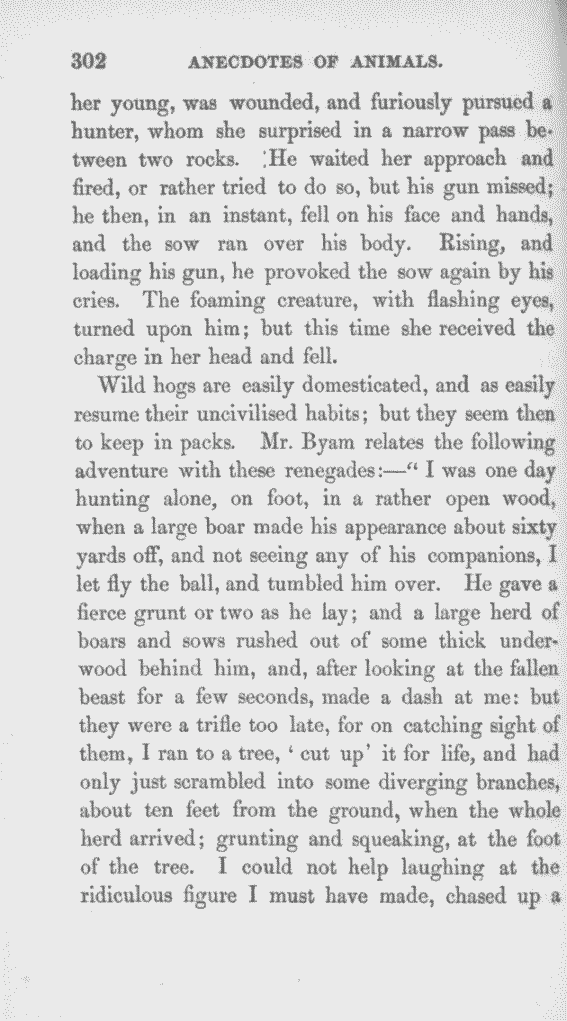 302 ANECDOTES OF ANIMALS.
her young, was wounded, and furiously pursued a
hunter, whom she surprised in a narrow pass be-
tween two rocks. :He waited her approach and
fired, or rather tried to do so, but his gun missed;
he then, in an instant, fell on his face and hands,
and the sow ran over his body. Rising, and
loading his gun, he provoked the sow again by his
cries. The foaming creature, with flashing eyes,
turned upon him; but this time she received the
charge in her head and fell.
Wild hogs are easily domesticated, and as easily
resume their uncivilised habits; but they seem then
to keep in packs. Mr. Byam relates the following
adventure with these renegades:—" I was one day
hunting alone, on foot, in a rather open wood,
when a large boar made his appearance about sixty
yards off, and not seeing any of his companions, I
let fly the ball, and tumbled him over. He gave a
fierce grunt or two as he lay; and a large herd of
boars and sows rushed out of some thick under-
wood behind him, and, after looking at the fallen
beast for a few seconds, made a dash at me: but
they were a trifle too late, for on catching sight of
them, I ran to a tree, ' cut up' it for life, and had
only just scrambled into some diverging branches,
about ten feet from the ground, when the whole
herd arrived; grunting and squeaking, at the foot
of the tree. I could not help laughing at the
ridiculous figure I must have made, chased up a